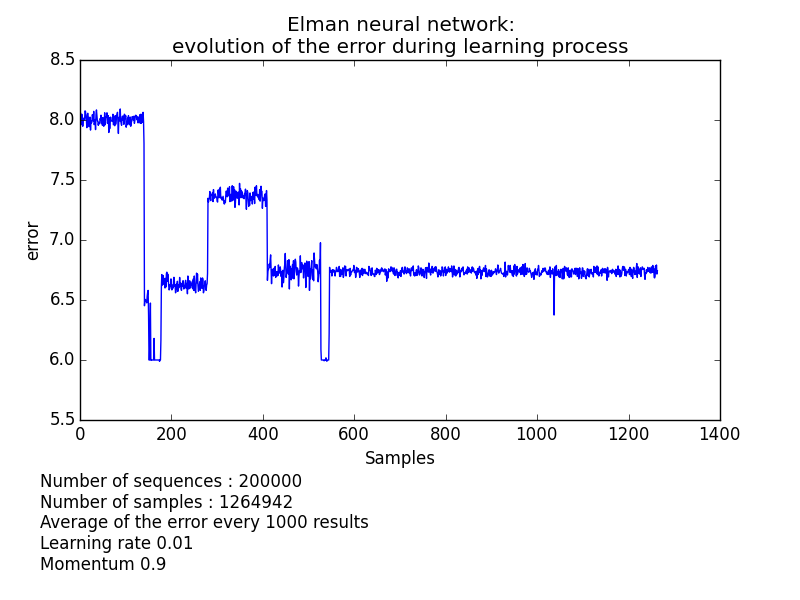 Elman neural network:
evolution of the error during learning process
8.5
8.0
7.5
7.0
6.5
6.0
5.5
error
0 200 400 600 800 1000 1200 1400
Samples
Number of sequences : 200000
Number of samples : 1264942
Average of the error every 1000 results
Learning rate 0.01
Momentum 0.9